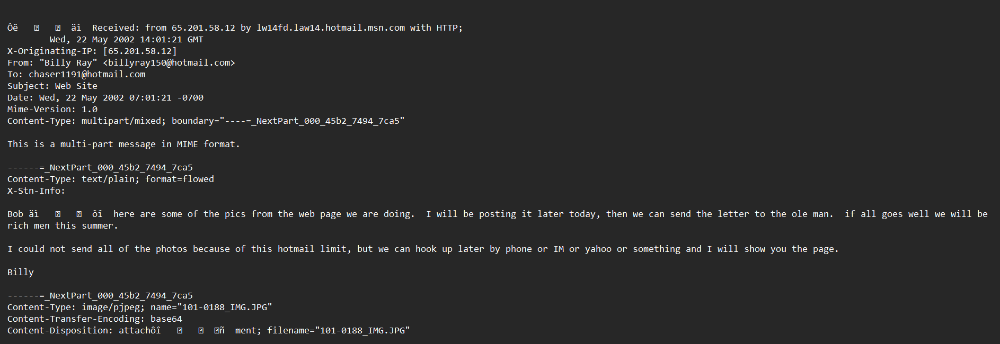 Ôê   ⍰   ⍰  äì  Received: from 65.201.58.12 by lw14fd.law14.hotmail.msn.com with HTTP;
        Wed, 22 May 2002 14:01:21 GMT
X-Originating-IP: [65.201.58.12]
From: "Billy Ray" <billyray150@hotmail.com>
To: chaser1191@hotmail.com
Subject: Web Site
Date: Wed, 22 May 2002 07:01:21 -0700
Mime-Version: 1.0
Content-Type: multipart/mixed; boundary="----=_NextPart_000_45b2_7494_7ca5"

This is a multi-part message in MIME format.

------=_NextPart_000_45b2_7494_7ca5
Content-Type: text/plain; format=flowed
X-Stn-Info:

Bob äì   ⍰   ⍰  ôî  here are some of the pics from the web page we are doing.  I will be posting it later today, then we can send the letter to the ole man.  if all goes well we will be
rich men this summer.

I could not send all of the photos because of this hotmail limit, but we can hook up later by phone or IM or yahoo or something and I will show you the page.

Billy

------=_NextPart_000_45b2_7494_7ca5
Content-Type: image/pjpeg; name="101-0188_IMG.JPG"
Content-Transfer-Encoding: base64
Content-Disposition: attachôî   ⍰   ⍰  ⍰ñ  ment; filename="101-0188_IMG.JPG"